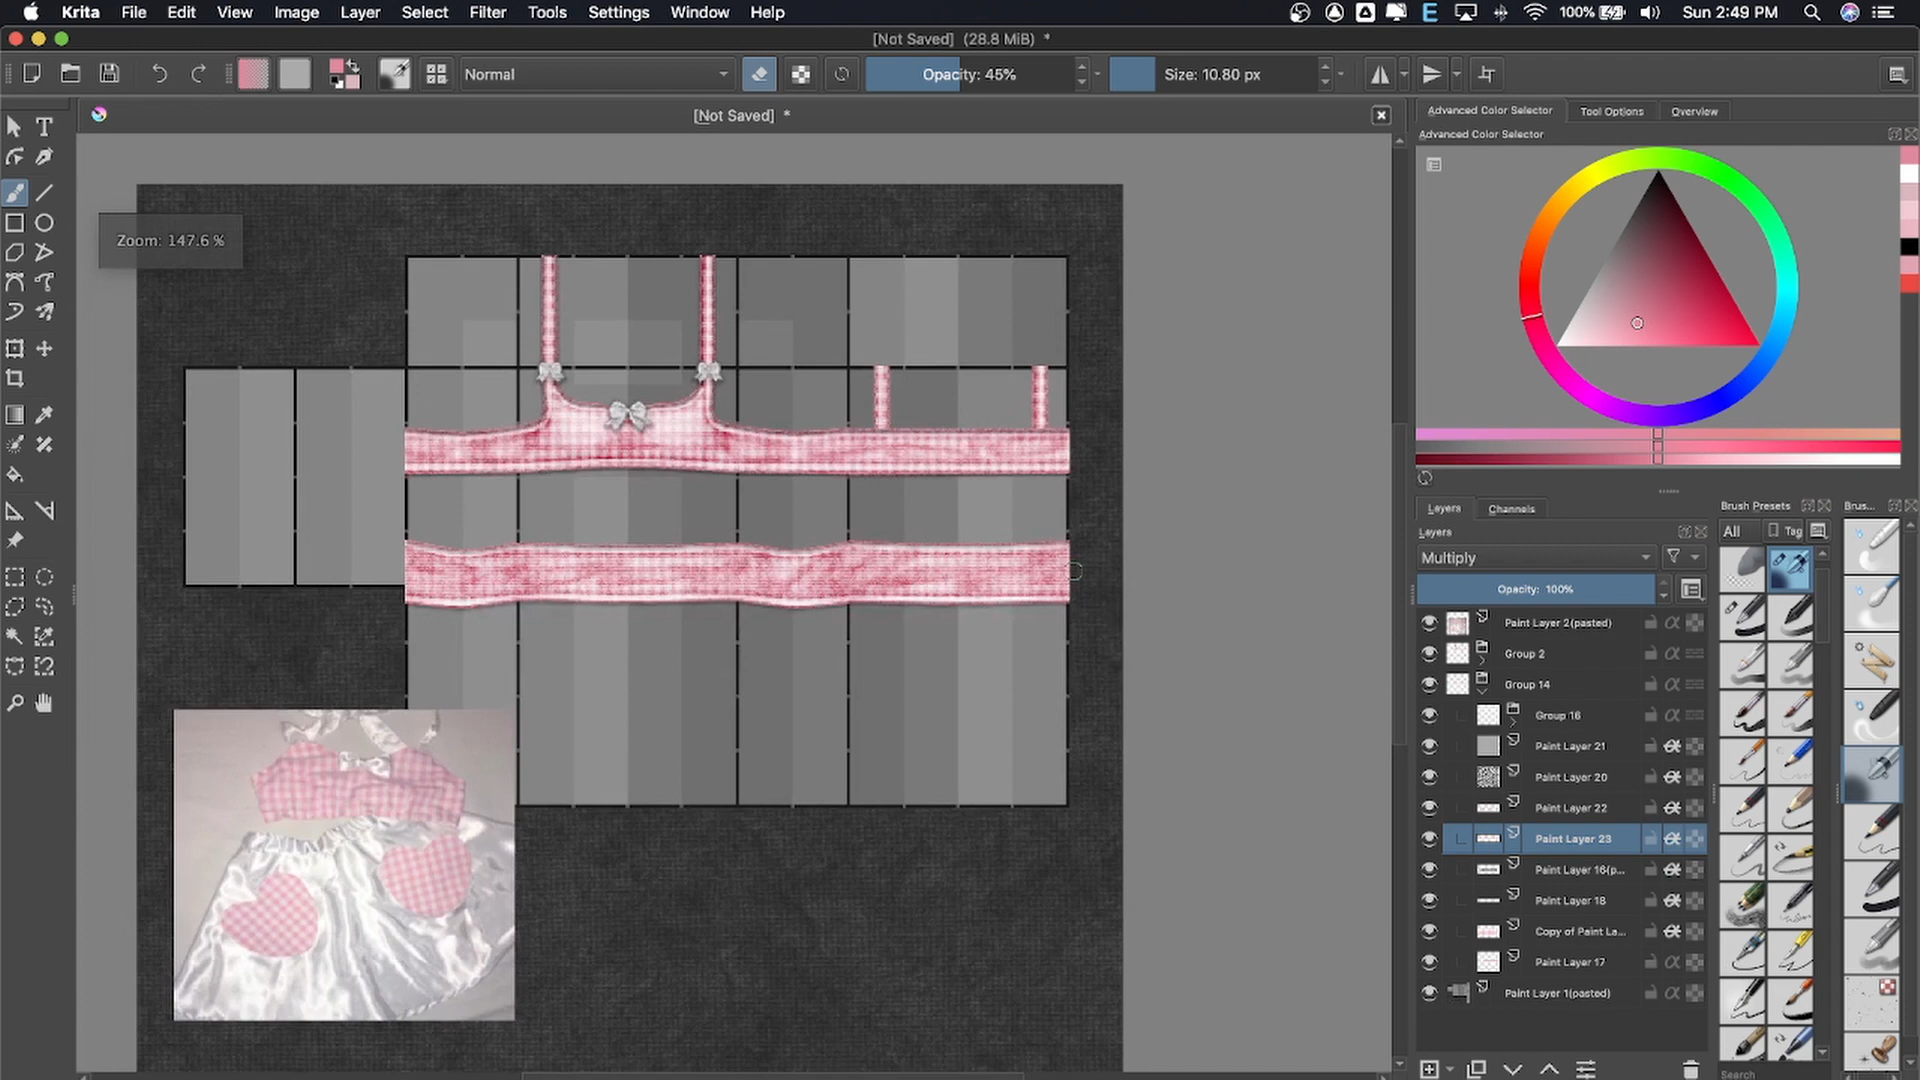 Krita File Edit View Image Layer Select Filter Tools Settings Window Help 100% Sun 2:49 PM
[Not Saved] (28.8 MiB) *
Normal Opacity: 45% Size: 10.80 px
[Not Saved] *
Advanced Color Selector Tool Options Overview
Advanced Color Selector
Zoom: 147.6 %
Layers Channels
Layers
Multiply
Opacity: 100%
Paint Layer 2(pasted)
Group 2
Group 14
Group 16
Paint Layer 21
Paint Layer 20
Paint Layer 22
Paint Layer 23
Paint Layer 16(p...
Paint Layer 18
Copy of Paint La...
Paint Layer 17
Paint Layer 1(pasted)
Brush Presets
All Tag
Search
Brus...